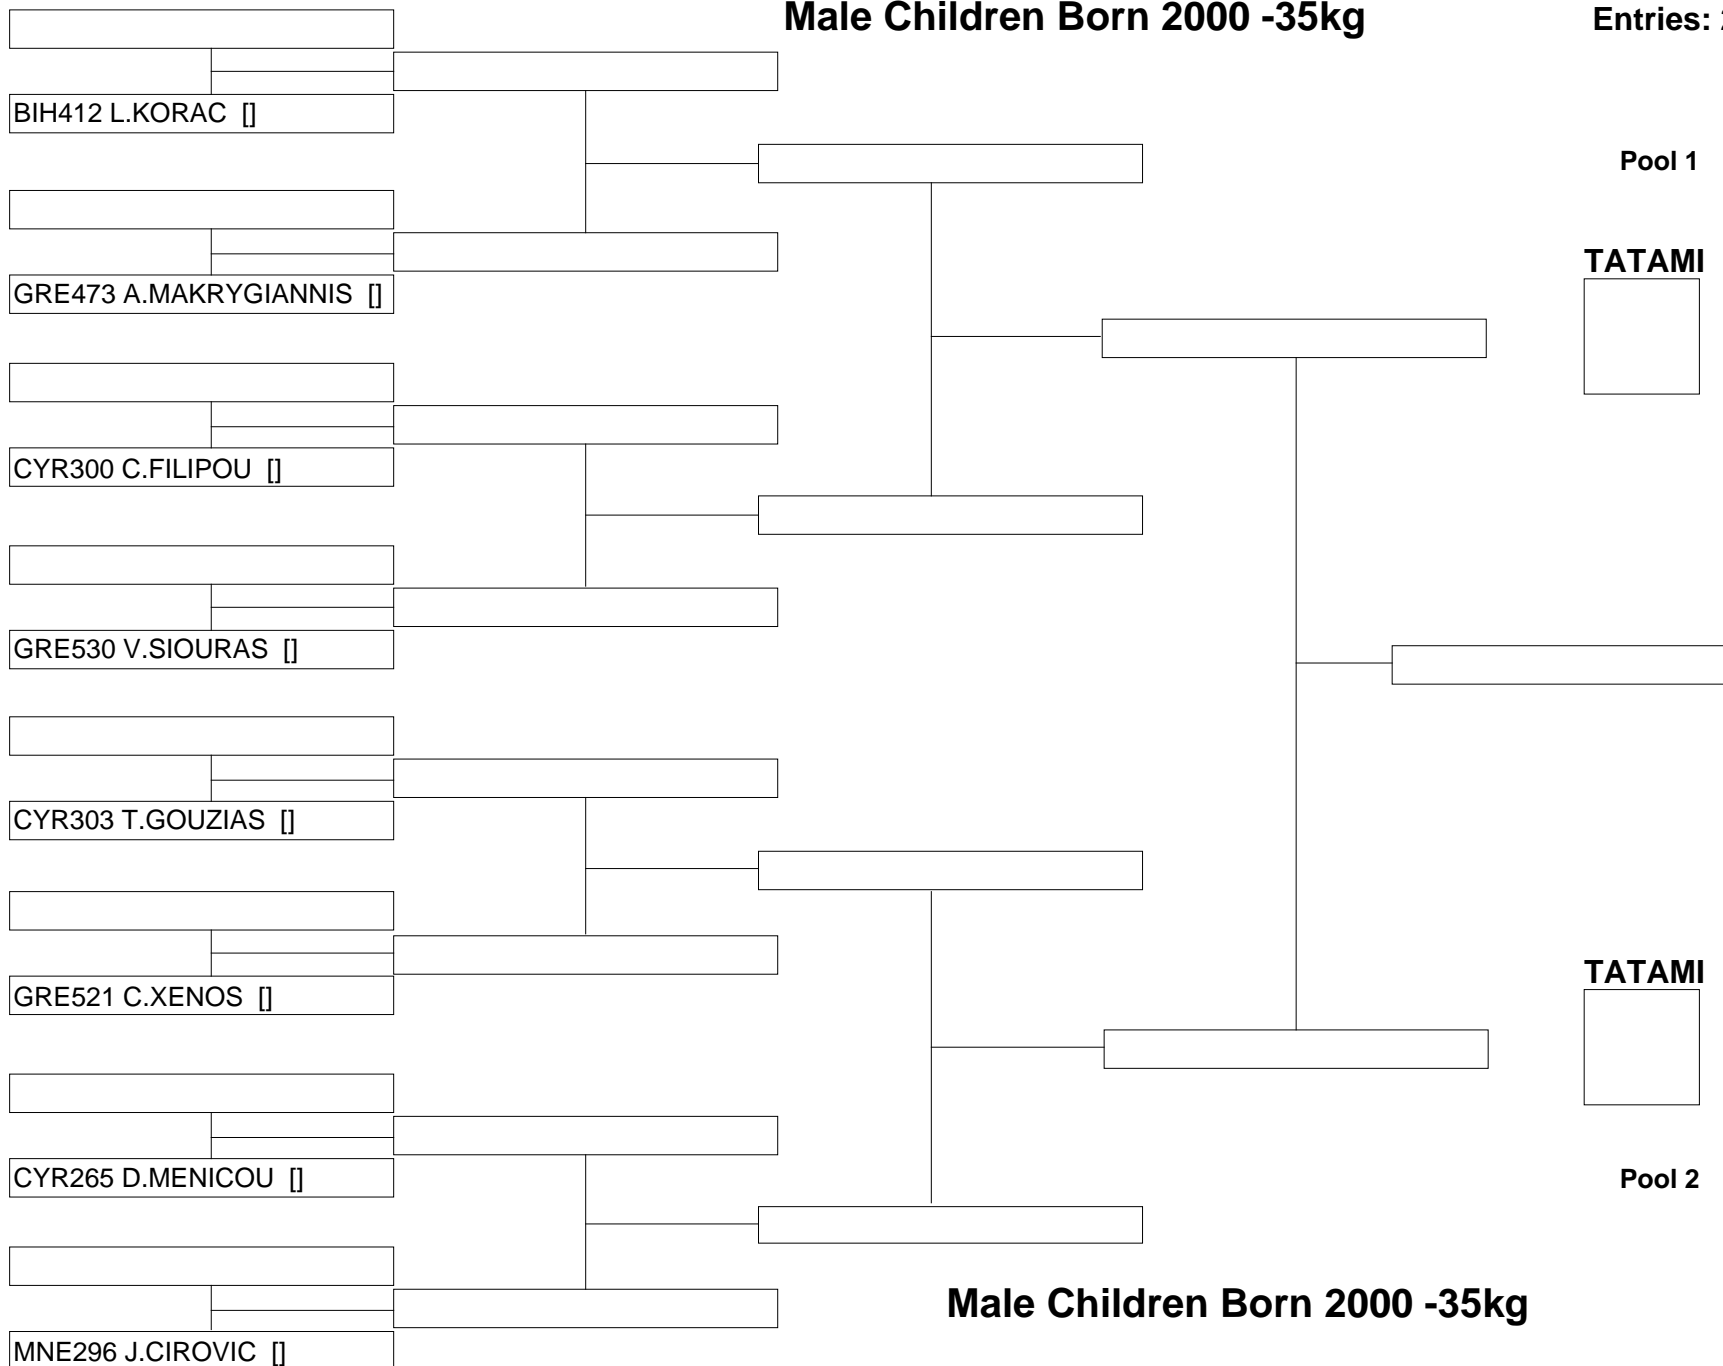 Male Children Born 2000 -35kg
Entries:
BIH412 L.KORAC []
Pool 1
GRE473 A.MAKRYGIANNIS []
TATAMI
CYR300 C.FILIPOU []
GRE530 V.SIOURAS []
CYR303 T.GOUZIAS []
GRE521 C.XENOS []
TATAMI
CYR265 D.MENICOU []
Pool 2
Male Children Born 2000 -35kg
MNE296 J.CIROVIC []